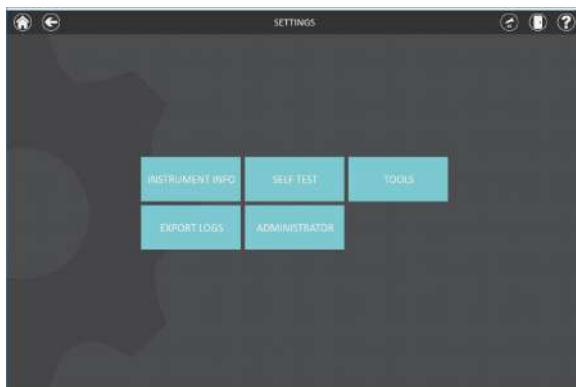 SETTINGS
?
INSTRUMENT INFO
SELF TEST
TOOLS
EXPORT LOGS
ADMINISTRATOR